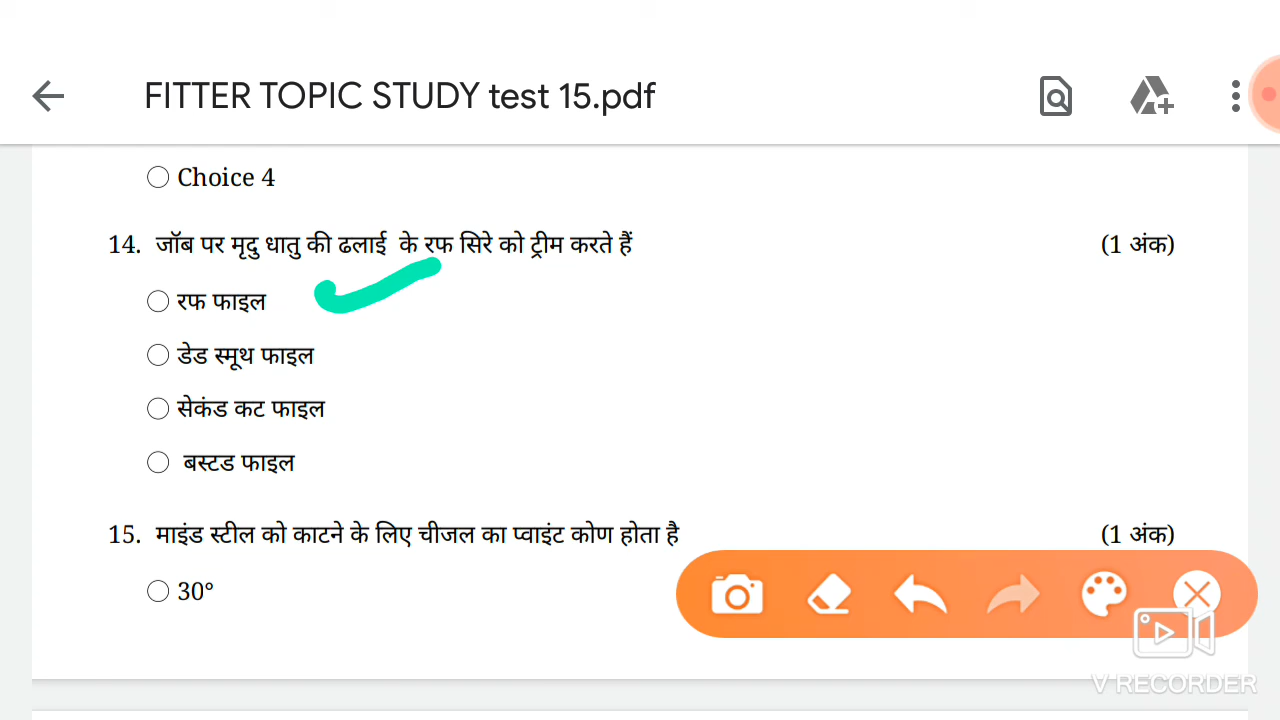 FITTER TOPIC STUDY test 15.pdf
Choice 4
14. जॉब पर मृदु धातु की ढलाई के रफ सिरे को ट्रीम करते हैं (1 अंक)
रफ फाइल
डेड स्मूथ फाइल
सेकंड कट फाइल
बस्टड फाइल
15. माइंड स्टील को काटने के लिए चीजल का प्वाइंट कोण होता है (1 अंक)
30°
V RECORDER